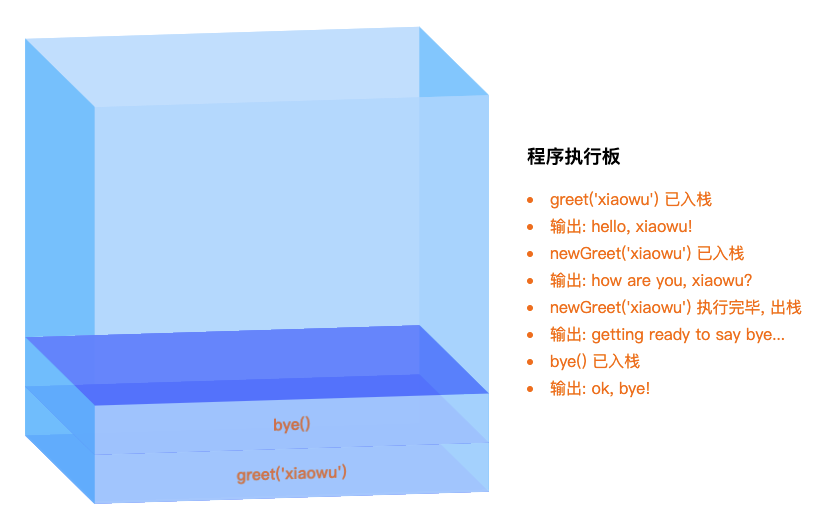 程序执行板
greet('xiaowu') 已入栈
输出: hello, xiaowu!
newGreet('xiaowu') 已入栈
输出: how are you, xiaowu?
newGreet('xiaowu') 执行完毕, 出栈
输出: getting ready to say bye...
bye() 已入栈
输出: ok, bye!
bye()
greet('xiaowu')